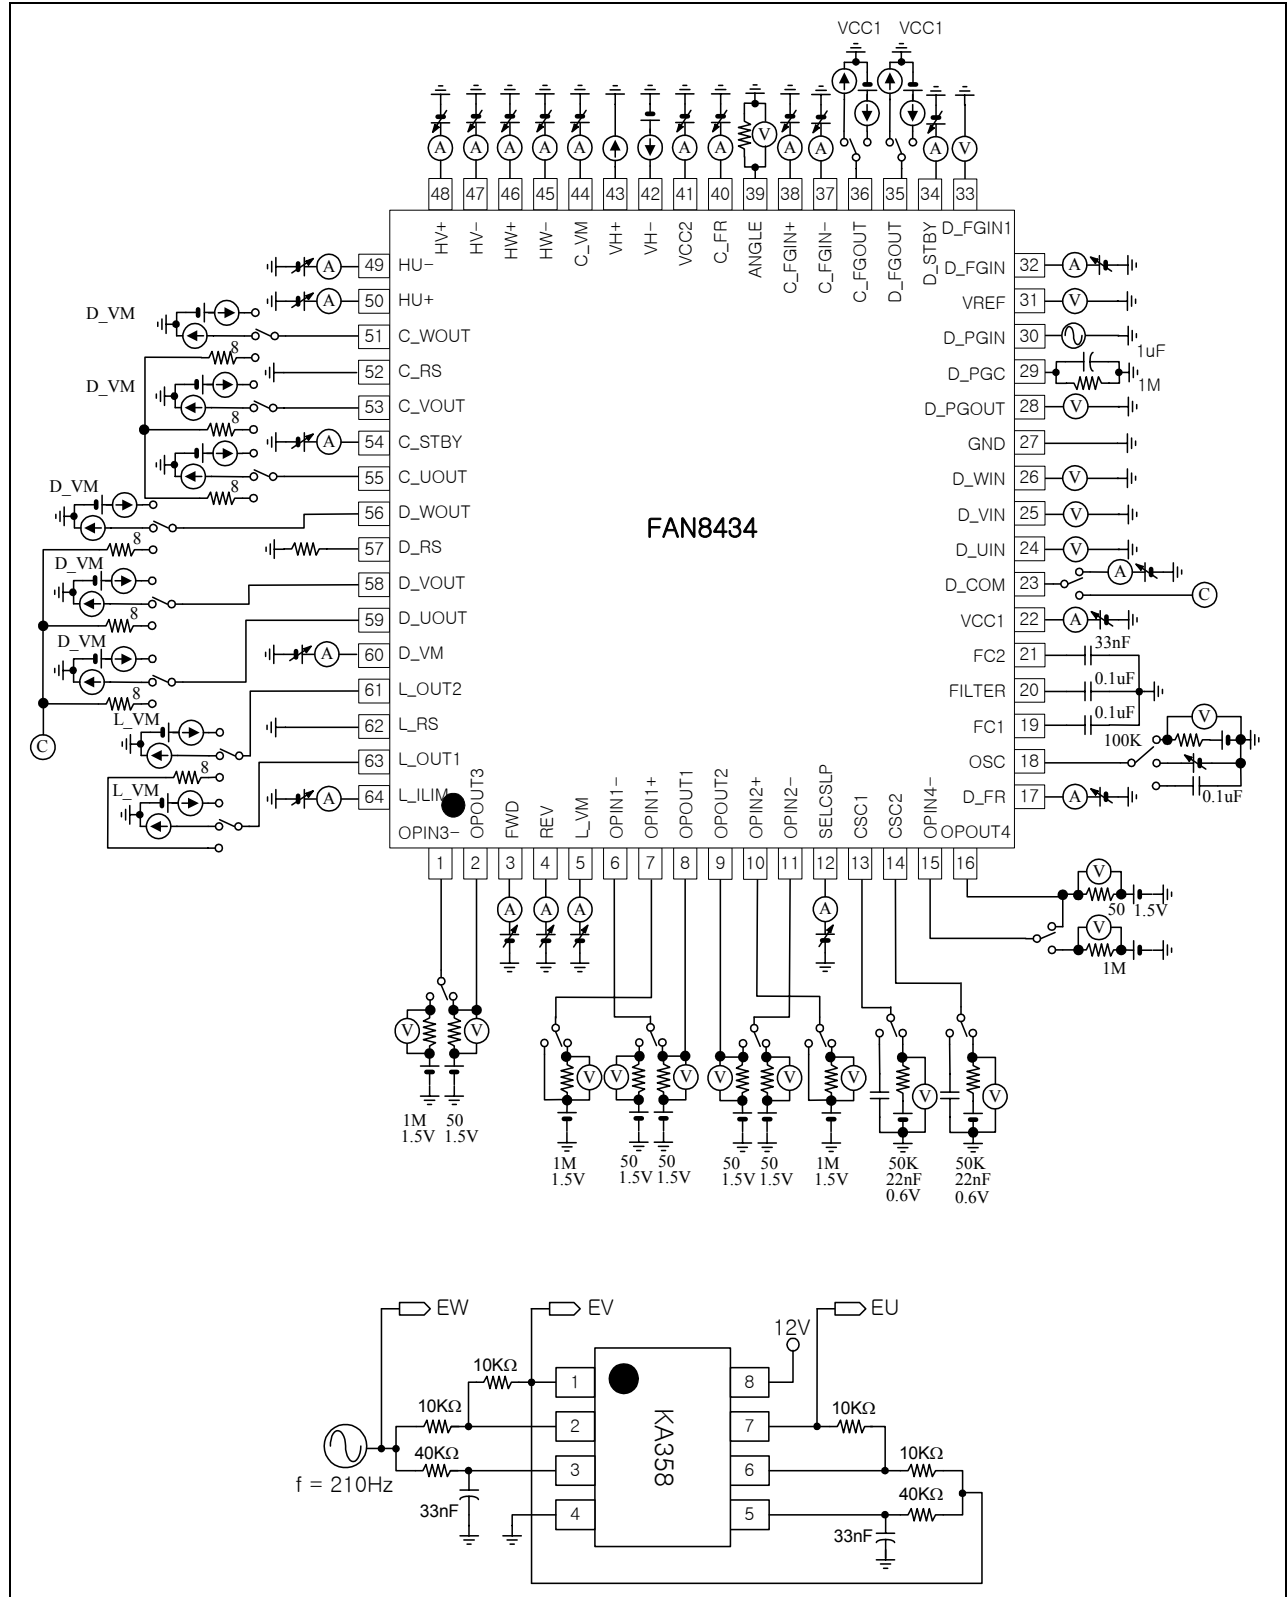 VCC1 VCC1
A A A A A A V A A A V
48 47 46 45 44 43 42 41 40 39 38 37 36 35 34 33
HV+ HV- HW+ HW- C_VM VH+ VH- VCC2 C_FR ANGLE C_FGIN+ C_FGIN- C_FGOUT D_FGOUT D_STBY D_FGIN1
A 49 HU-
A 50 HU+
D_VM
51 C_WOUT
8
52 C_RS
D_VM
53 C_VOUT
8
A 54 C_STBY
55 C_UOUT
8
D_VM
56 D_WOUT
8
57 D_RS
D_VM
58 D_VOUT
8
59 D_UOUT
D_VM
A 60 D_VM
8
61 L_OUT2
L_VM
62 L_RS
C
63 L_OUT1
8
L_VM
A 64 L_ILIM
FAN8434
D_FGIN 32 A
VREF 31 V
D_PGIN 30
1uF
D_PGC 29
1M
D_PGOUT 28 V
GND 27
D_WIN 26 V
D_VIN 25 V
D_UIN 24 V
D_COM 23 A
C
VCC1 22 A
33nF
FC2 21
0.1uF
FILTER 20
0.1uF
FC1 19
V
100K
OSC 18
0.1uF
D_FR 17 A
OPIN3- OPOUT3 FWD REV L_VM OPIN1- OPIN1+ OPOUT1 OPOUT2 OPIN2+ OPIN2- SELCSLP CSC1 CSC2 OPIN4- OPOUT4
1 2 3 4 5 6 7 8 9 10 11 12 13 14 15 16
A A A A
V
50 1.5V
V
1M
V V
1M 50
1.5V 1.5V
V V V V V V V V
1M 50 50 50 50 1M 50K 50K
1.5V 1.5V 1.5V 1.5V 1.5V 1.5V 22nF 22nF
0.6V 0.6V
EW EV EU
12V
10KΩ
1 8
10KΩ
2 7
10KΩ
KA358
40KΩ
3 6
10KΩ
f = 210Hz
33nF
4 5
40KΩ
33nF